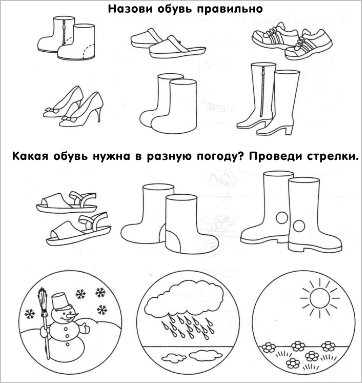 Назови обувь правильно
Какая обувь нужна в разную погоду? Проведи стрелки.